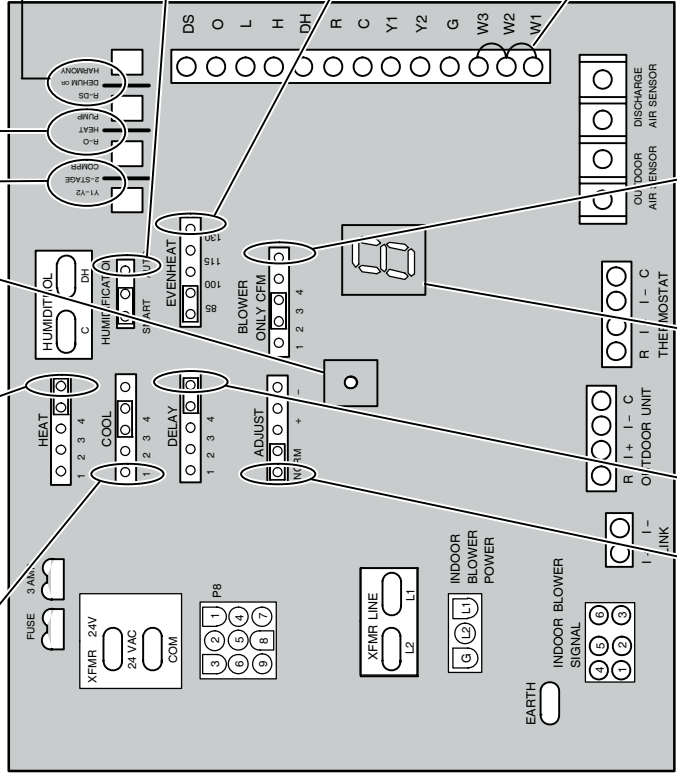 DS O L H DH R C Y1 Y2 G W3 W2 W1
HARMONY
DEHUM OR
R-DS
PUMP
HEAT
R-O
COMPR
2-STAGE
Y1-Y2
DISCHARGE
AIR SENSOR
OUTDOOR
AIR SENSOR
HUMIDITROL
C DH
HUMIDIFICATION
SMART
EVENHEAT
85 100 115 130
BLOWER
ONLY CFM
1 2 3 4
R I+ I- C
THERMOSTAT
HEAT
1 2 3 4
COOL
1 2 3 4
DELAY
1 2 3 4
ADJUST
NORM + -
R I+ I- C
OUTDOOR UNIT
I+ I-
LINK
FUSE 3 AMP
XFMR 24V
24 VAC
COM
P8
1 4 7
2 5 8
3 6 9
XFMR LINE
L2 L1
INDOOR
BLOWER
POWER
G L2 L1
INDOOR BLOWER
SIGNAL
4 5 6
1 2 3
EARTH